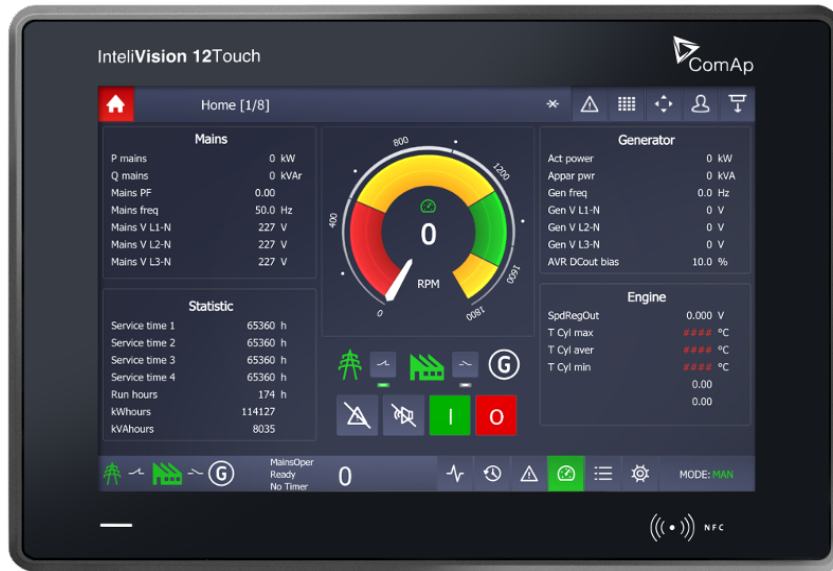 InteliVision 12Touch
ComAp
Home [1/8]
Mains
P mains 0 kW
Q mains 0 kVAr
Mains PF 0.00
Mains freq 50.0 Hz
Mains V L1-N 227 V
Mains V L2-N 227 V
Mains V L3-N 227 V
Statistic
Service time 1 65360 h
Service time 2 65360 h
Service time 3 65360 h
Service time 4 65360 h
Run hours 174 h
kWhours 114127
kVAhours 8035
0
400
800
1200
1600
1800
0
RPM
G
I
O
Generator
Act power 0 kW
Appar pwr 0 kVA
Gen freq 0.0 Hz
Gen V L1-N 0 V
Gen V L2-N 0 V
Gen V L3-N 0 V
AVR DCout bias 10.0 %
Engine
SpdRegOut 0.000 V
T Cyl max #### °C
T Cyl aver #### °C
T Cyl min #### °C
0.00
0.00
G
MainsOper
Ready
No Timer
0
MODE: MAN
NFC